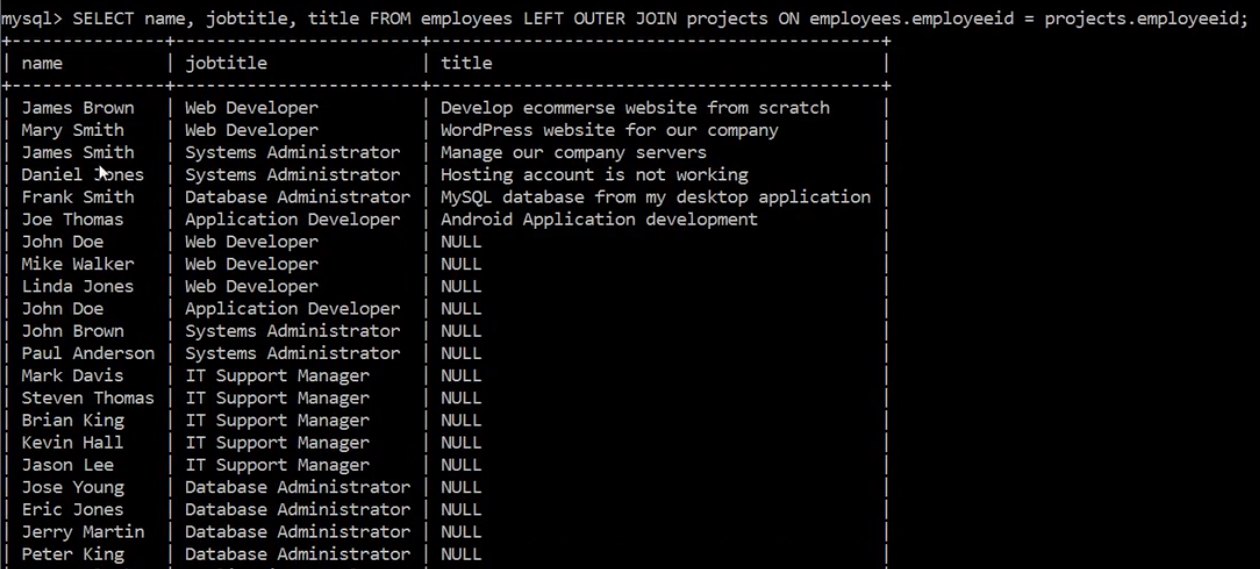 mysql> SELECT name, jobtitle, title FROM employees LEFT OUTER JOIN projects ON employees.employeeid = projects.employeeid;
+---------------+-----------------------+-------------------------------------------+
| name | jobtitle | title |
+---------------+-----------------------+-------------------------------------------+
| James Brown | Web Developer | Develop ecommerse website from scratch |
| Mary Smith | Web Developer | WordPress website for our company |
| James Smith | Systems Administrator | Manage our company servers |
| Daniel Jones | Systems Administrator | Hosting account is not working |
| Frank Smith | Database Administrator | MySQL database from my desktop application |
| Joe Thomas | Application Developer | Android Application development |
| John Doe | Web Developer | NULL |
| Mike Walker | Web Developer | NULL |
| Linda Jones | Web Developer | NULL |
| John Doe | Application Developer | NULL |
| John Brown | Systems Administrator | NULL |
| Paul Anderson | Systems Administrator | NULL |
| Mark Davis | IT Support Manager | NULL |
| Steven Thomas | IT Support Manager | NULL |
| Brian King | IT Support Manager | NULL |
| Kevin Hall | IT Support Manager | NULL |
| Jason Lee | IT Support Manager | NULL |
| Jose Young | Database Administrator | NULL |
| Eric Jones | Database Administrator | NULL |
| Jerry Martin | Database Administrator | NULL |
| Peter King | Database Administrator | NULL |